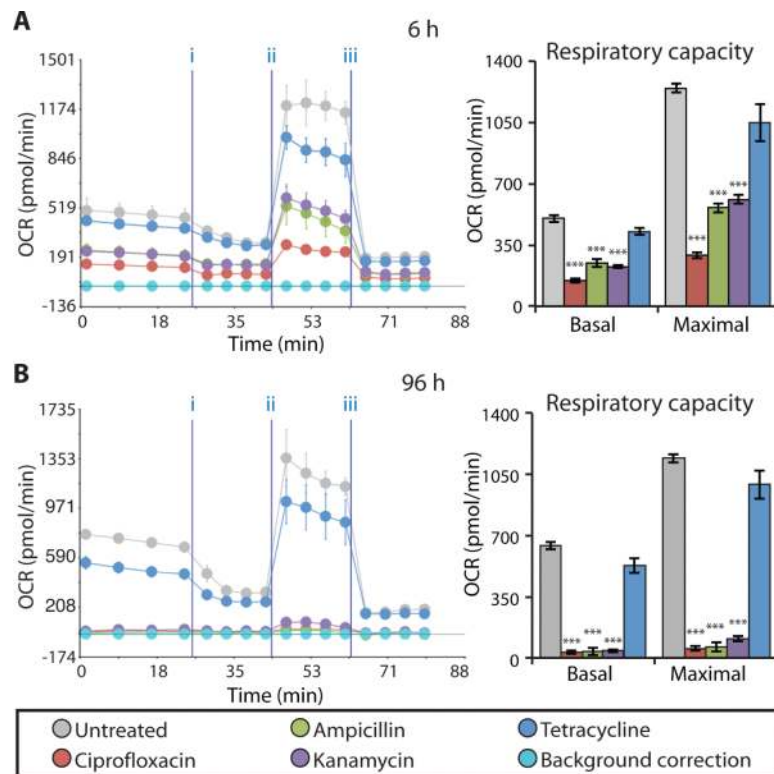 A
6 h
i ii iii
1501
1174
846
519
191
-136
OCR (pmol/min)
0 18 35 53 71 88
Time (min)
Respiratory capacity
1400
1050
700
350
0
OCR (pmol/min)
*** *** *** *** *** ***
Basal Maximal
B
96 h
i ii iii
1735
1353
971
590
208
-174
OCR (pmol/min)
0 18 35 53 71 88
Time (min)
Respiratory capacity
1400
1050
700
350
0
OCR (pmol/min)
*** *** *** *** *** ***
Basal Maximal
Untreated Ampicillin Tetracycline
Ciprofloxacin Kanamycin Background correction